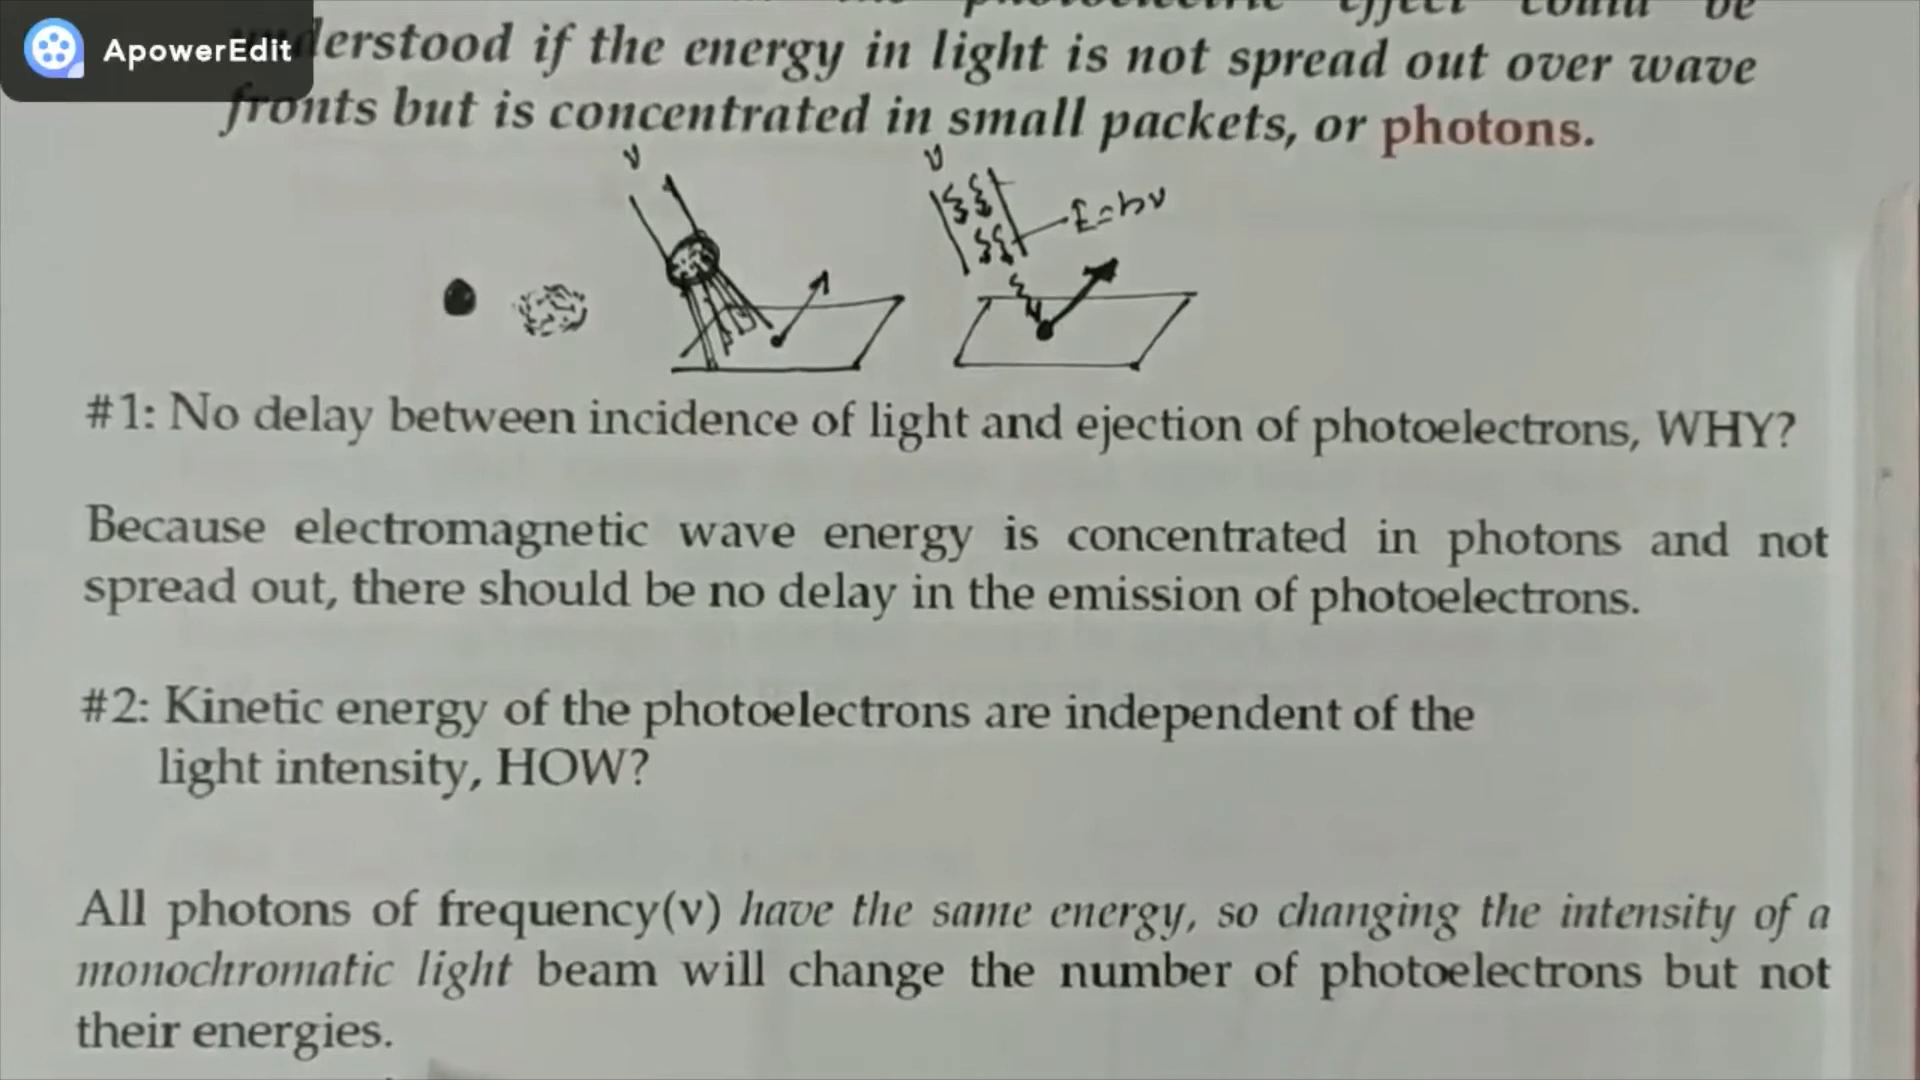 ApowerEdit
photoelectric effect could be
understood if the energy in light is not spread out over wave
fronts but is concentrated in small packets, or photons.
ν ν
E=hν
#1: No delay between incidence of light and ejection of photoelectrons, WHY?
Because electromagnetic wave energy is concentrated in photons and not
spread out, there should be no delay in the emission of photoelectrons.
#2: Kinetic energy of the photoelectrons are independent of the
light intensity, HOW?
All photons of frequency(ν) have the same energy, so changing the intensity of a
monochromatic light beam will change the number of photoelectrons but not
their energies.